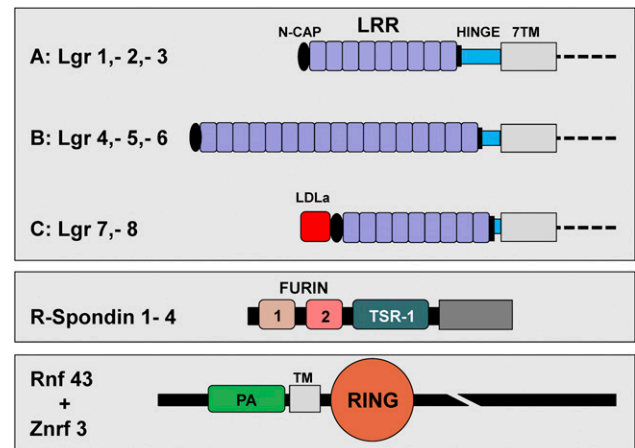 N-CAP LRR HINGE 7TM
A: Lgr 1,- 2,- 3
B: Lgr 4,- 5,- 6
LDLa
C: Lgr 7,- 8
FURIN
R-Spondin 1- 4 1 2 TSR-1
Rnf 43 TM
+ PA RING
Znrf 3